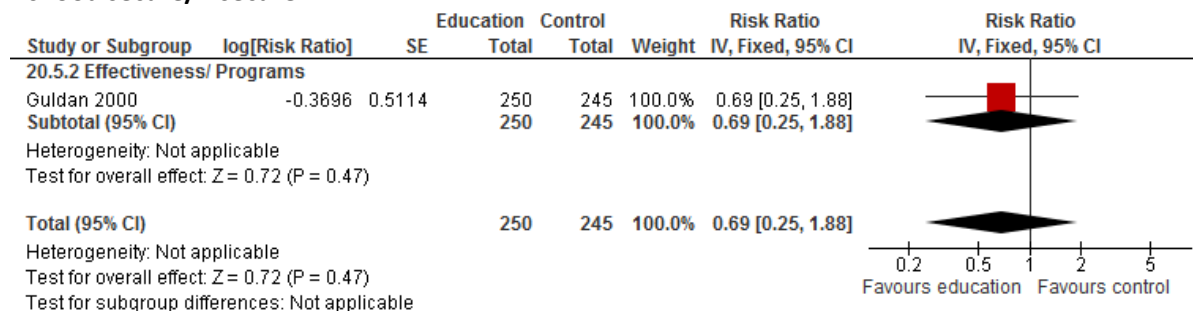 Education Control Risk Ratio Risk Ratio
Study or Subgroup log[Risk Ratio] SE Total Total Weight IV, Fixed, 95% CI IV, Fixed, 95% CI
20.5.2 Effectiveness/ Programs
Guldan 2000 -0.3696 0.5114 250 245 100.0% 0.69 [0.25, 1.88]
Subtotal (95% CI) 250 245 100.0% 0.69 [0.25, 1.88]
Heterogeneity: Not applicable
Test for overall effect: Z = 0.72 (P = 0.47)
Total (95% CI) 250 245 100.0% 0.69 [0.25, 1.88]
Heterogeneity: Not applicable
Test for overall effect: Z = 0.72 (P = 0.47)
Test for subgroup differences: Not applicable
0.2 0.5 1 2 5
Favours education Favours control